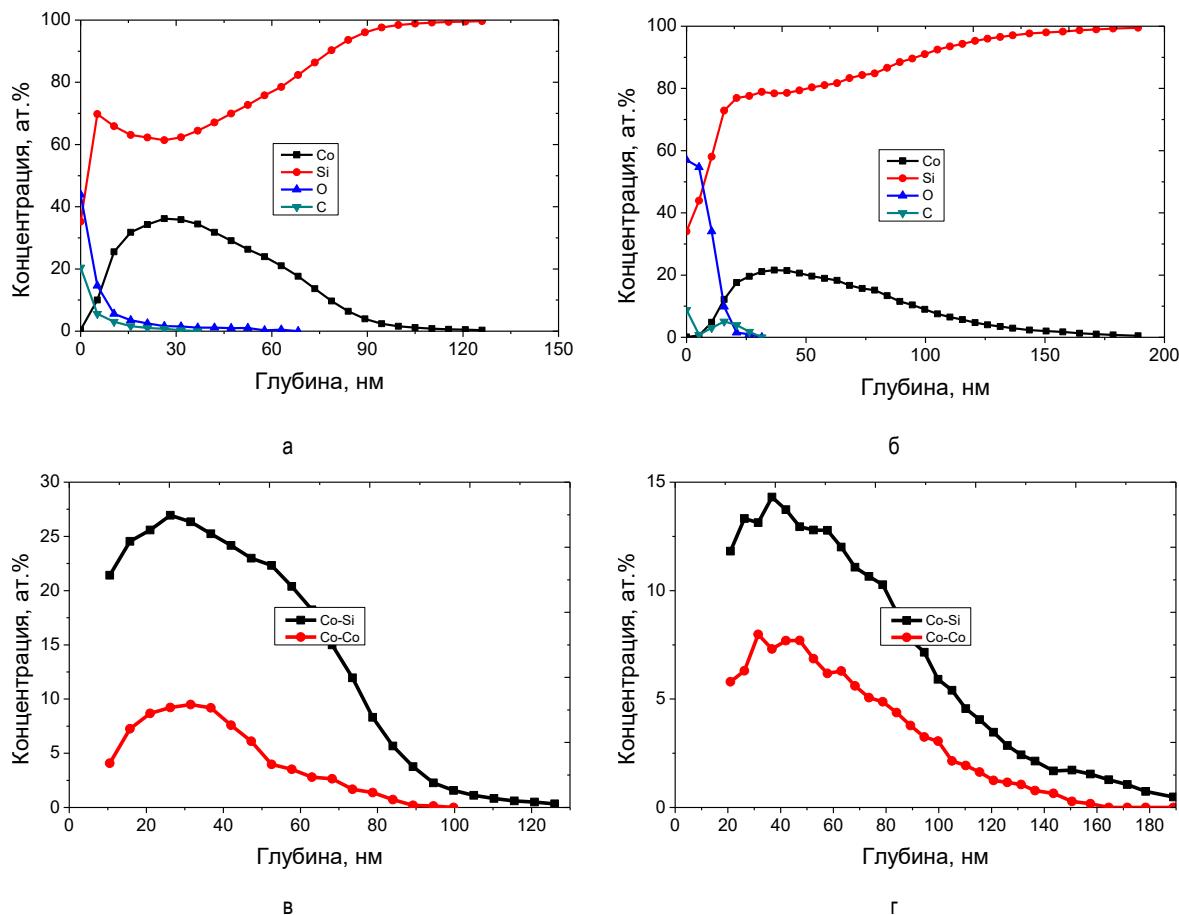 Концентрация, ат.%
100
80
60
40
20
0
0 30 60 90 120 150
Глубина, нм
Co
Si
O
C
а
Концентрация, ат.%
100
80
60
40
20
0
0 50 100 150 200
Глубина, нм
Co
Si
O
C
б
Концентрация, ат.%
30
25
20
15
10
5
0
0 20 40 60 80 100 120
Глубина, нм
Co-Si
Co-Co
в
Концентрация, ат.%
15
10
5
0
0 20 40 60 80 100 120 140 160 180
Глубина, нм
Co-Si
Co-Co
г